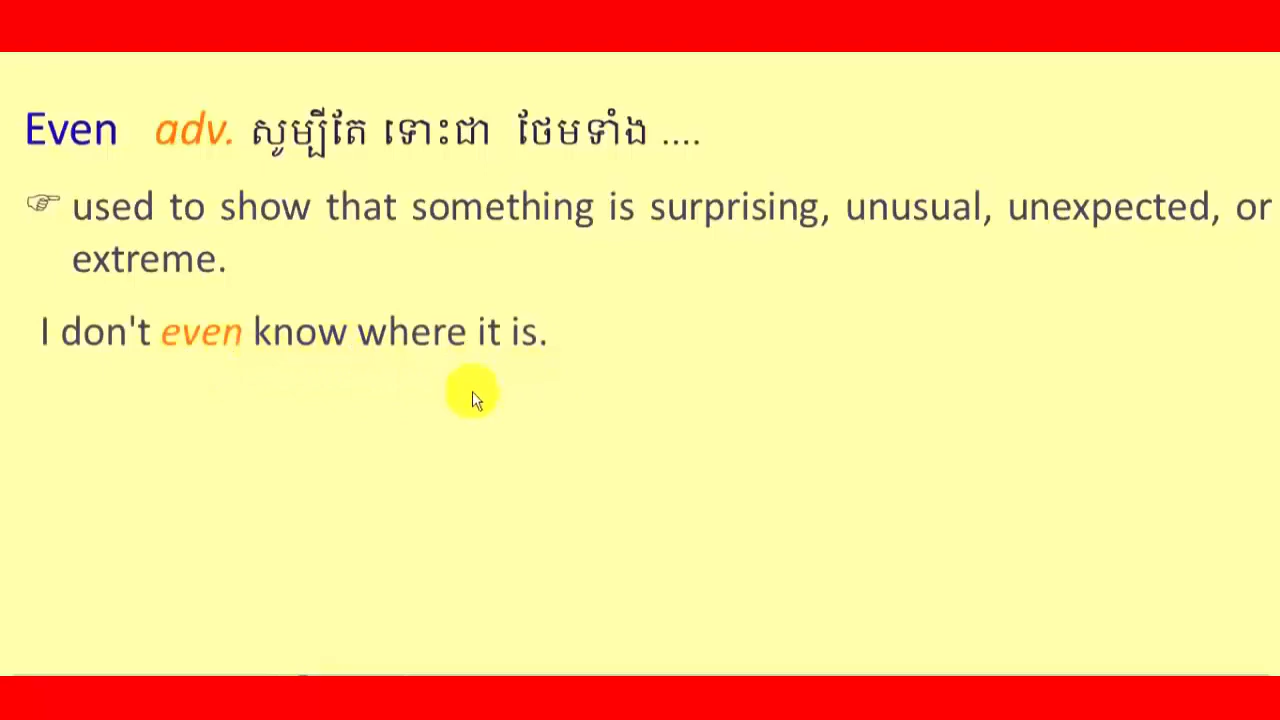 Even adv. សូម្បីតែ ទោះជា ថែមទាំង ....
☞ used to show that something is surprising, unusual, unexpected, or
extreme.
I don't even know where it is.